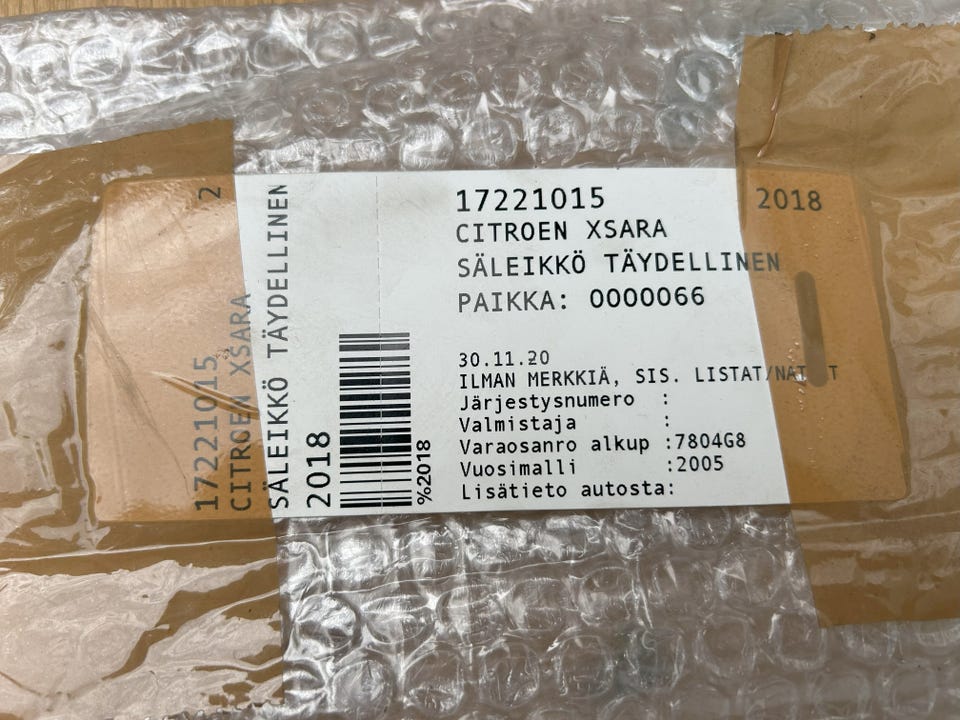 17221015
2018
CITROEN XSARA
SÄLEIKKÖ TÄYDELLINEN
PAIKKA: 0000066
30.11.20
ILMAN MERKKIÄ, SIS. LISTAT/
Järjestysnumero :
Valmistaja :
Varaosanro alkup :7804G8
Vuosimalli :2005
Lisätieto autosta:
2
17221015
CITROEN XSARA
SÄLEIKKÖ TÄYDELLINEN
2018
%2018